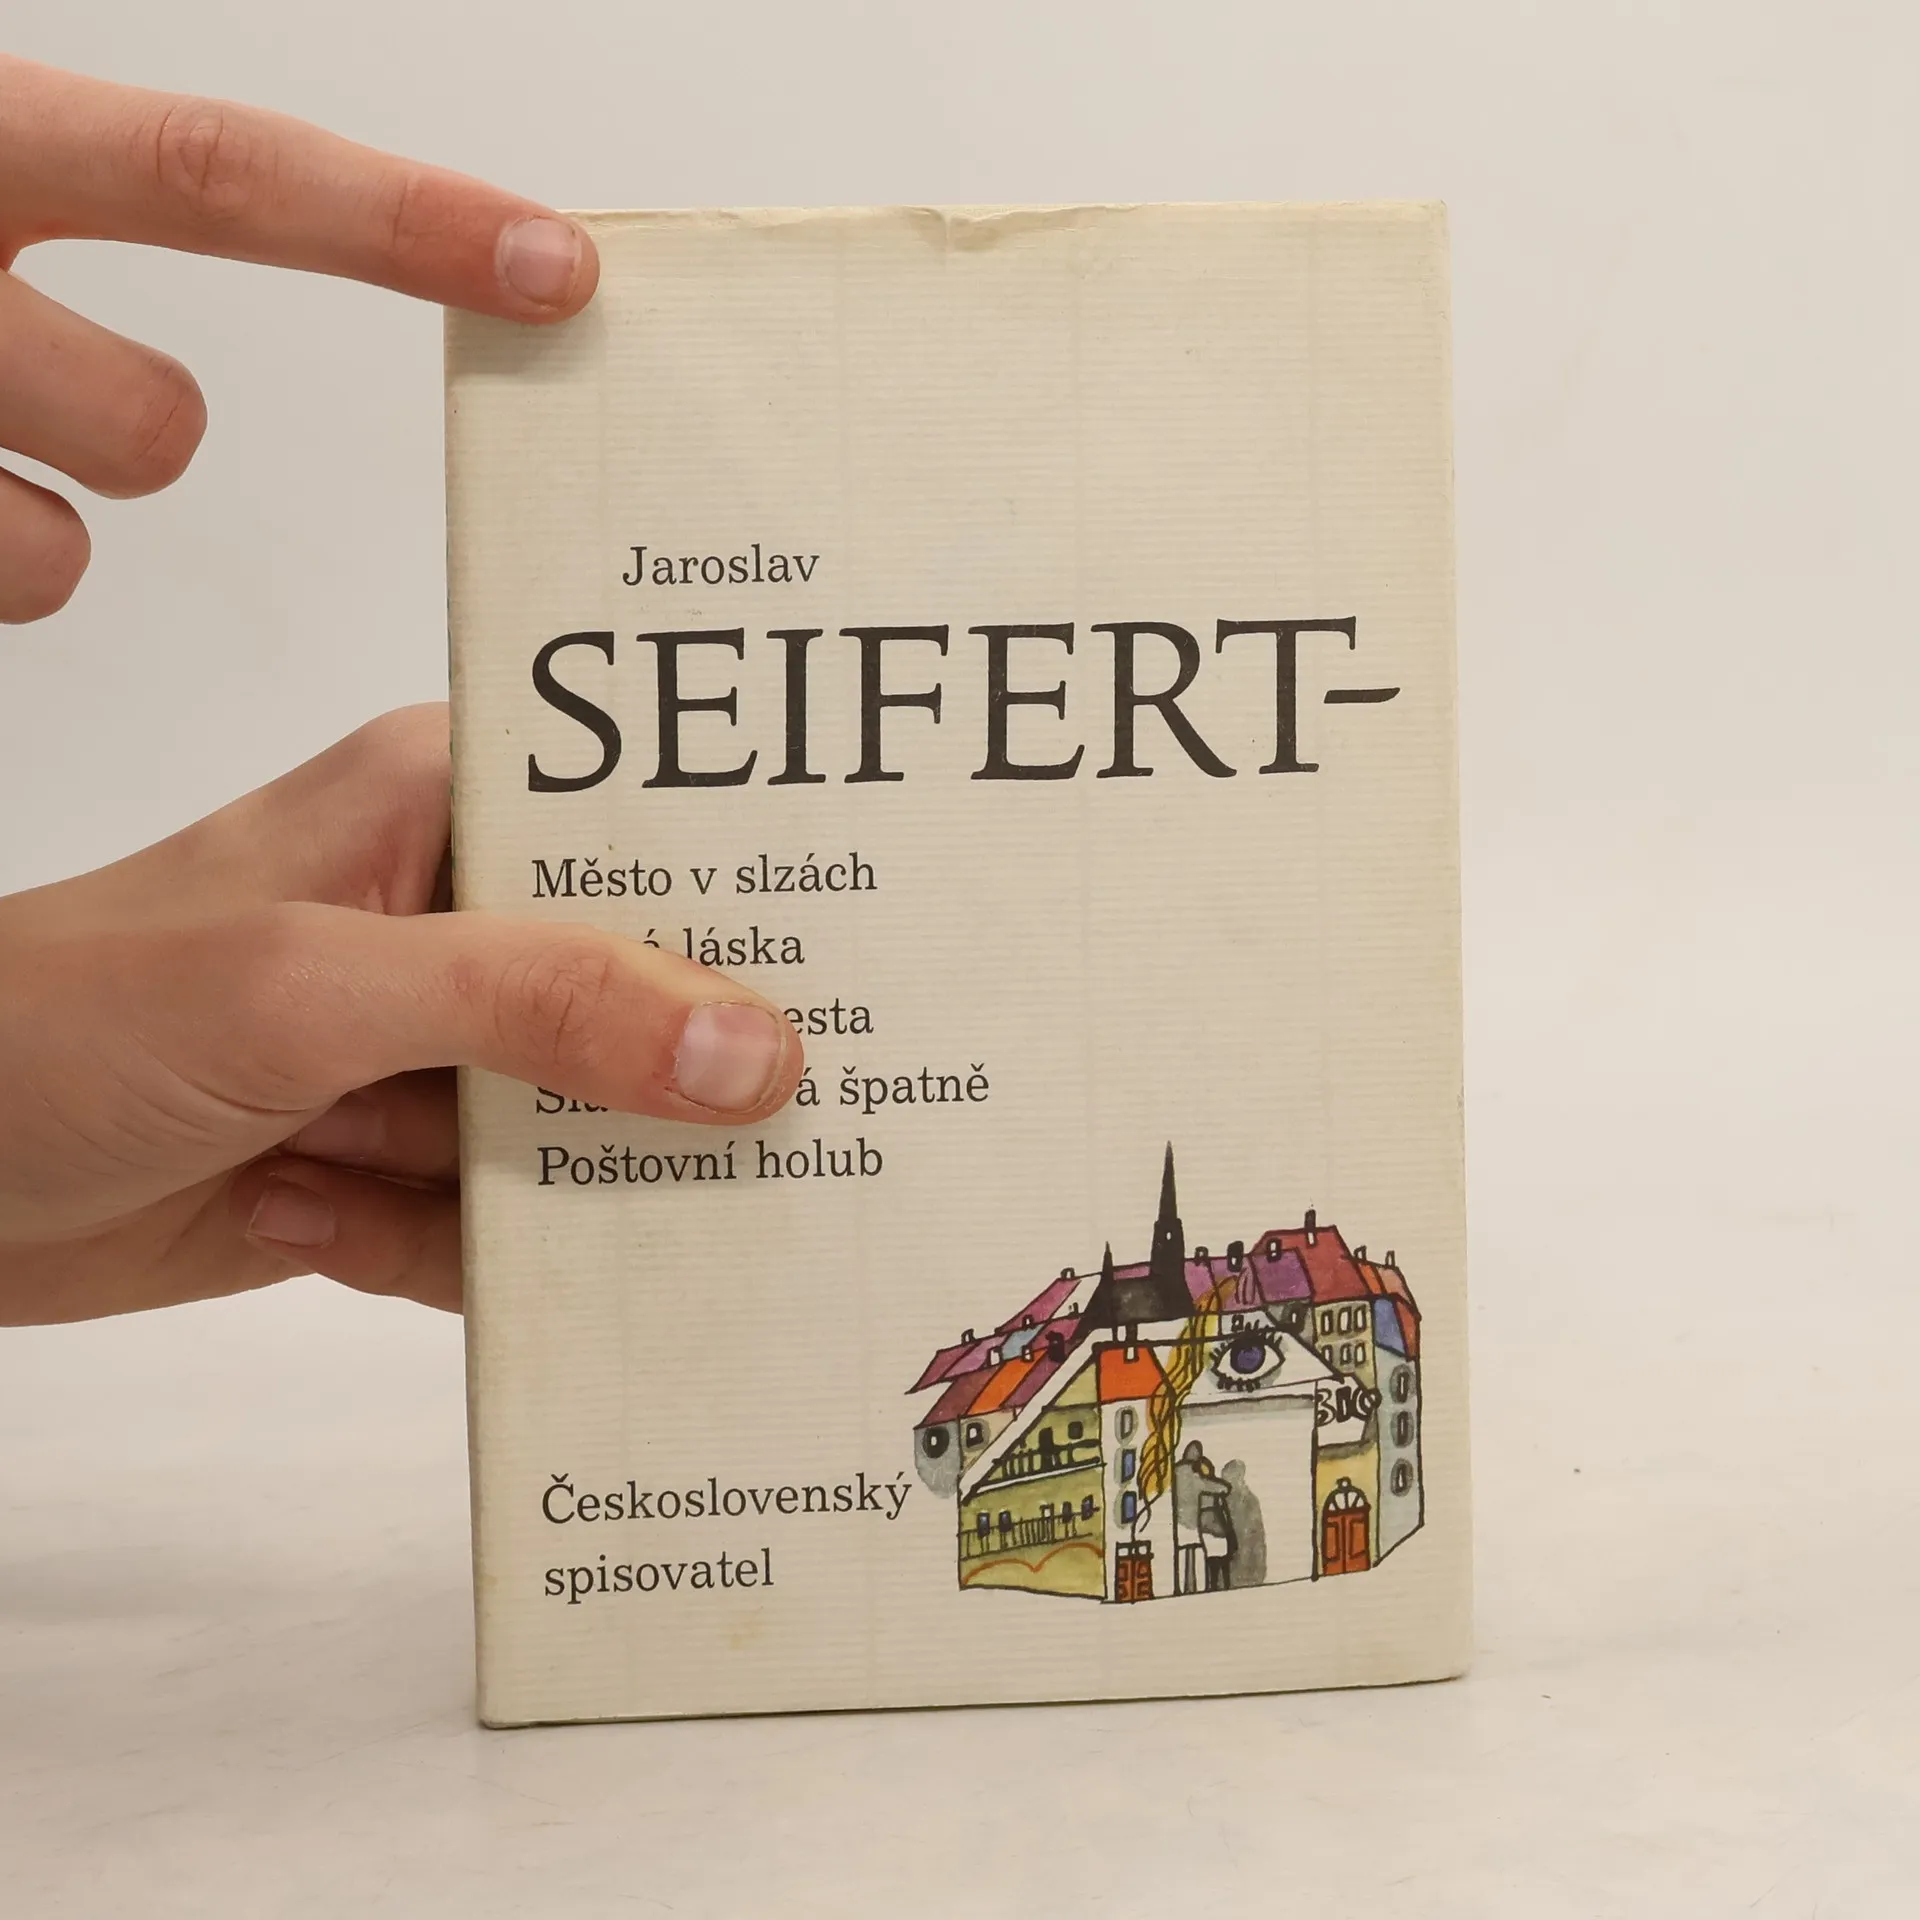 Jaroslav
SEIFERT-
Město v slzách
láska
špatně
Poštovní holub
BIO
Československý
spisovatel